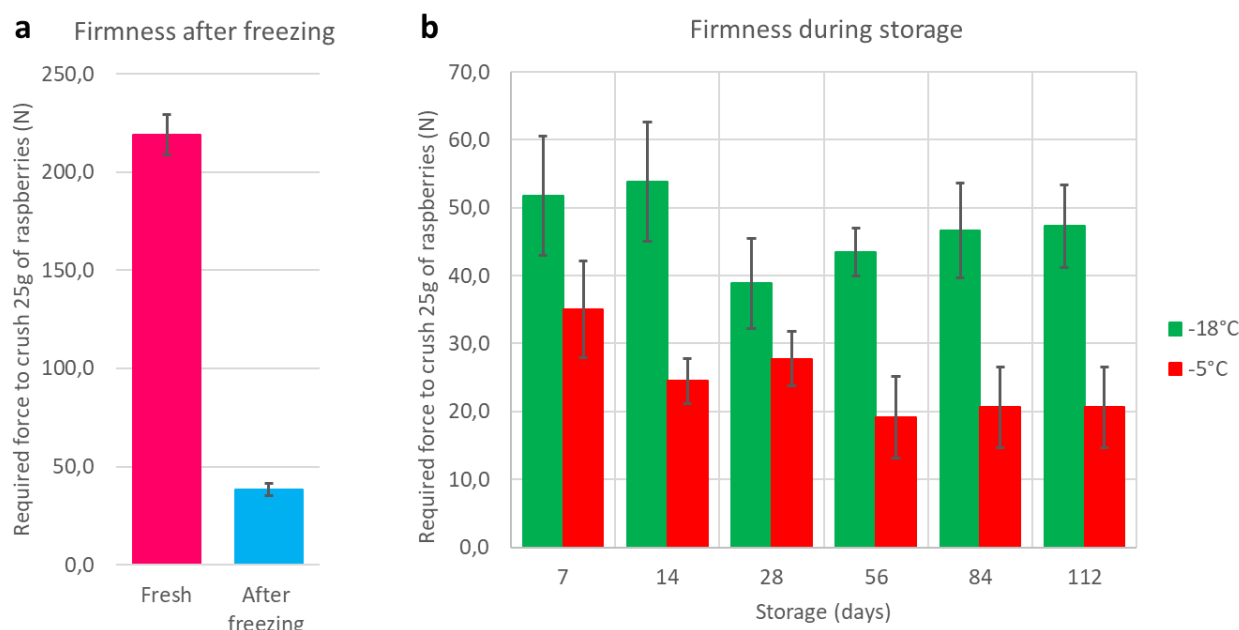 a
Firmness after freezing
Required force to crush 25g of raspberries (N)
250,0
200,0
150,0
100,0
50,0
0,0
Fresh
After
freezing
b
Firmness during storage
Required force to crush 25g of raspberries (N)
70,0
60,0
50,0
40,0
30,0
20,0
10,0
0,0
7
14
28
56
84
112
Storage (days)
-18°C
-5°C